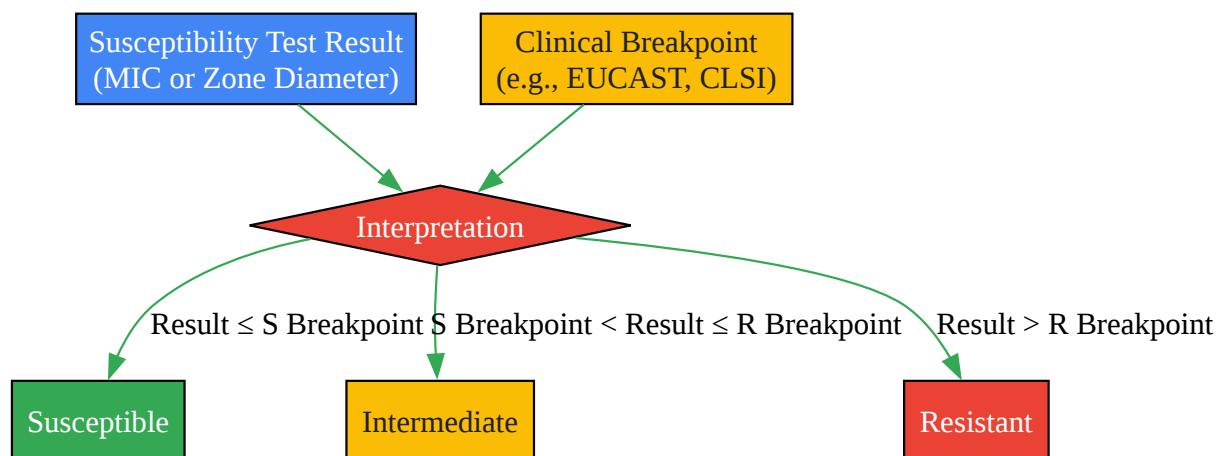 Susceptibility Test Result
(MIC or Zone Diameter)
Clinical Breakpoint
(e.g., EUCAST, CLSI)
Interpretation
Result ≤ S Breakpoint
S Breakpoint < Result ≤ R Breakpoint
Result > R Breakpoint
Susceptible
Intermediate
Resistant